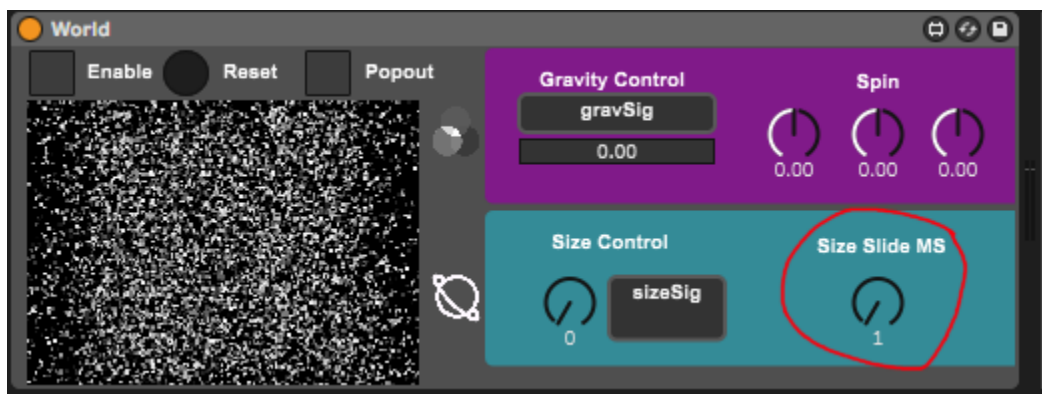 World
Enable
Reset
Popout
Gravity Control
gravSig
0.00
Spin
0.00 0.00 0.00
Size Control
0
sizeSig
Size Slide MS
1